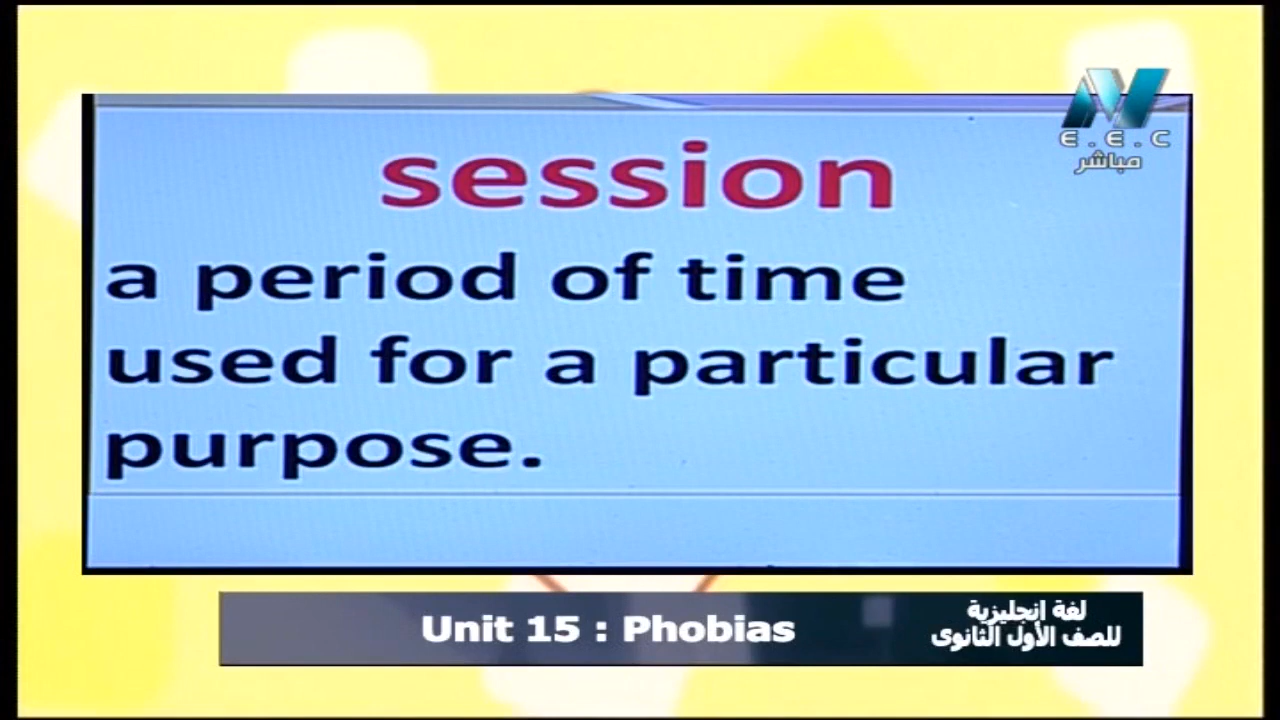 session
a period of time
used for a particular
purpose.
E.E.C
مباشر
Unit 15 : Phobias
لغة إنجليزية
للصف الأول الثانوى